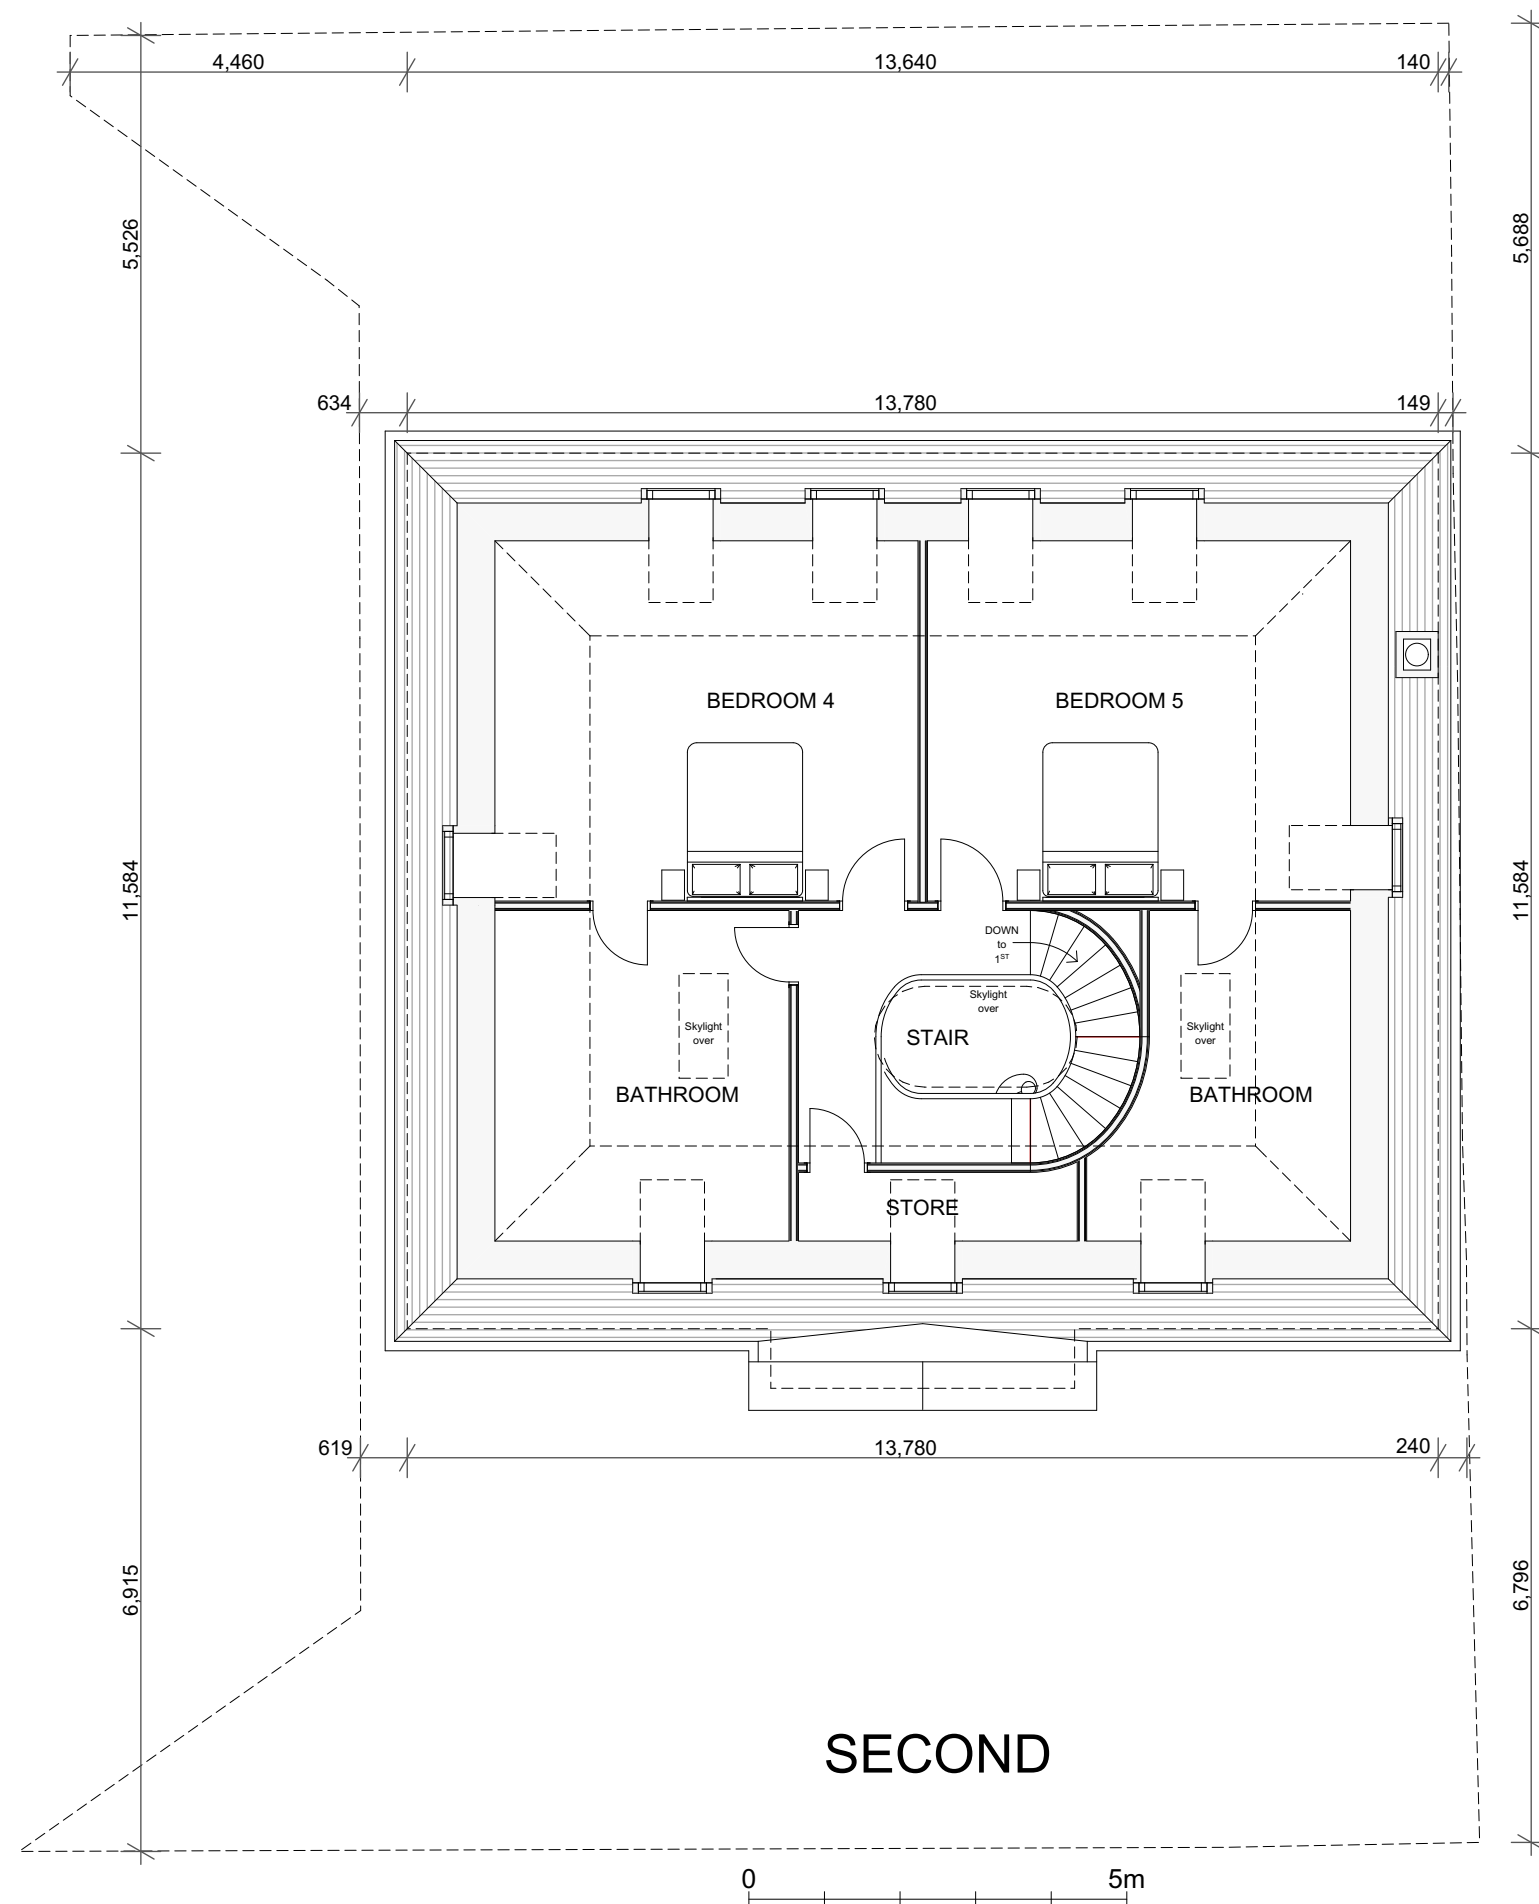 4,460
13,640
140
5,526
5,688
634
13,780
149
BEDROOM 4
BEDROOM 5
11,584
11,584
DOWN
to
1ST
Skylight
over
STAIR
Skylight
over
Skylight
over
BATHROOM
BATHROOM
STORE
619
13,780
240
6,915
6,796
SECOND
0
5m